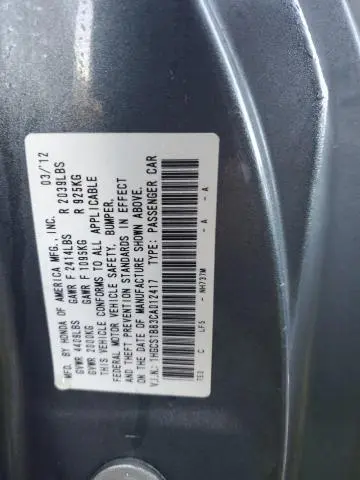 MFD. BY HONDA OF AMERICA MFG., INC. 03/12
GVWR 4409LBS GAWR F 2414LBS R 2039LBS
GVWR 2000KG GAWR F 1095KG R 925KG
THIS VEHICLE CONFORMS TO ALL APPLICABLE
FEDERAL MOTOR VEHICLE SAFETY, BUMPER,
AND THEFT PREVENTION STANDARDS IN EFFECT
ON THE DATE OF MANUFACTURE SHOWN ABOVE.
V.I.N.: 1HGCS1B83CA012417 TYPE: PASSENGER CAR
TE2 C LF5 - NH737M - A - A